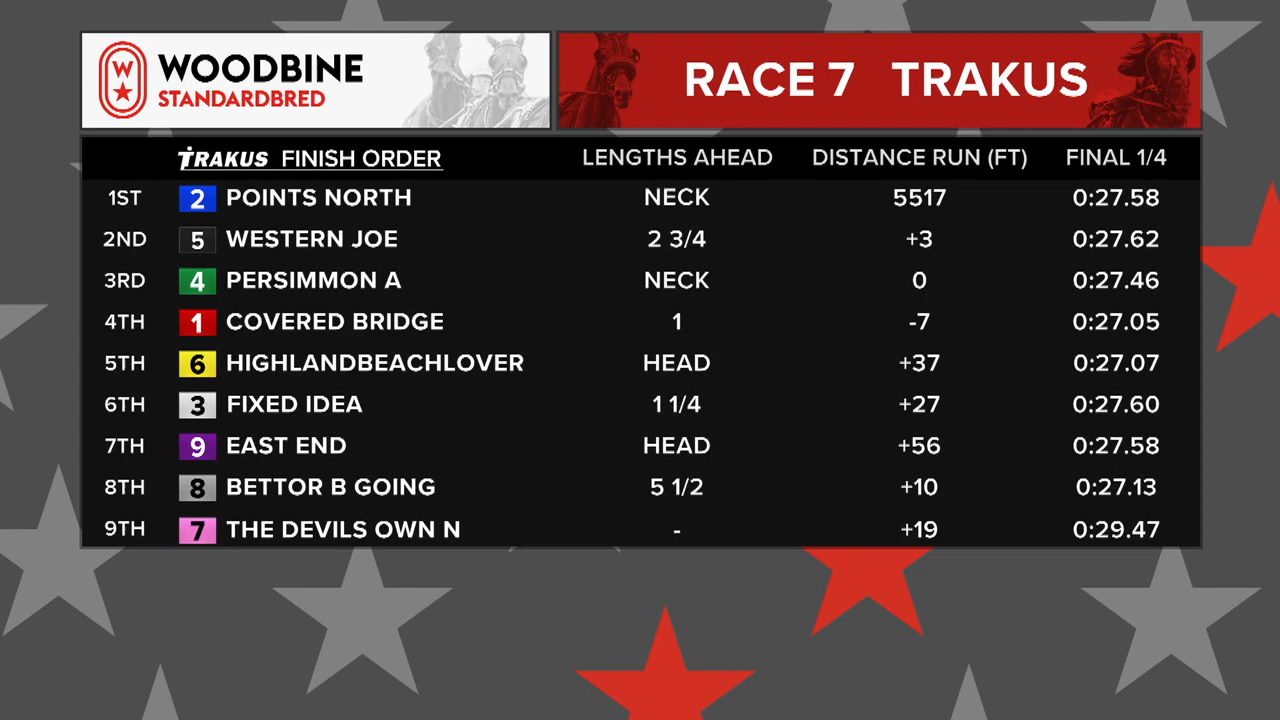 W
WOODBINE
STANDARDBRED
RACE 7 TRAKUS
TRAKUS FINISH ORDER LENGTHS AHEAD DISTANCE RUN (FT) FINAL 1/4
1ST 2 POINTS NORTH NECK 5517 0:27.58
2ND 5 WESTERN JOE 2 3/4 +3 0:27.62
3RD 4 PERSIMMON A NECK 0 0:27.46
4TH 1 COVERED BRIDGE 1 -7 0:27.05
5TH 6 HIGHLANDBEACHLOVER HEAD +37 0:27.07
6TH 3 FIXED IDEA 1 1/4 +27 0:27.60
7TH 9 EAST END HEAD +56 0:27.58
8TH 8 BETTOR B GOING 5 1/2 +10 0:27.13
9TH 7 THE DEVILS OWN N - +19 0:29.47